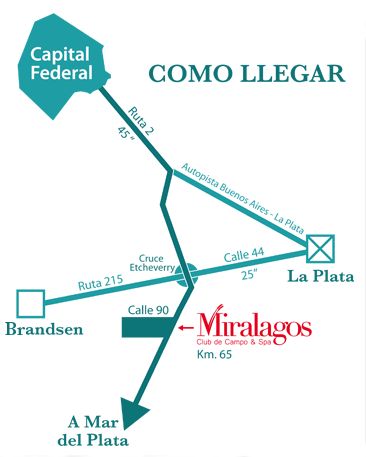 Capital
Federal
COMO LLEGAR
Ruta 2
45"
Autopista Buenos Aires - La Plata
Cruce
Etcheverry
Calle 44
25"
La Plata
Ruta 215
Brandsen
Calle 90
Miralagos
Club de Campo & Spa
Km. 65
A Mar
del Plata